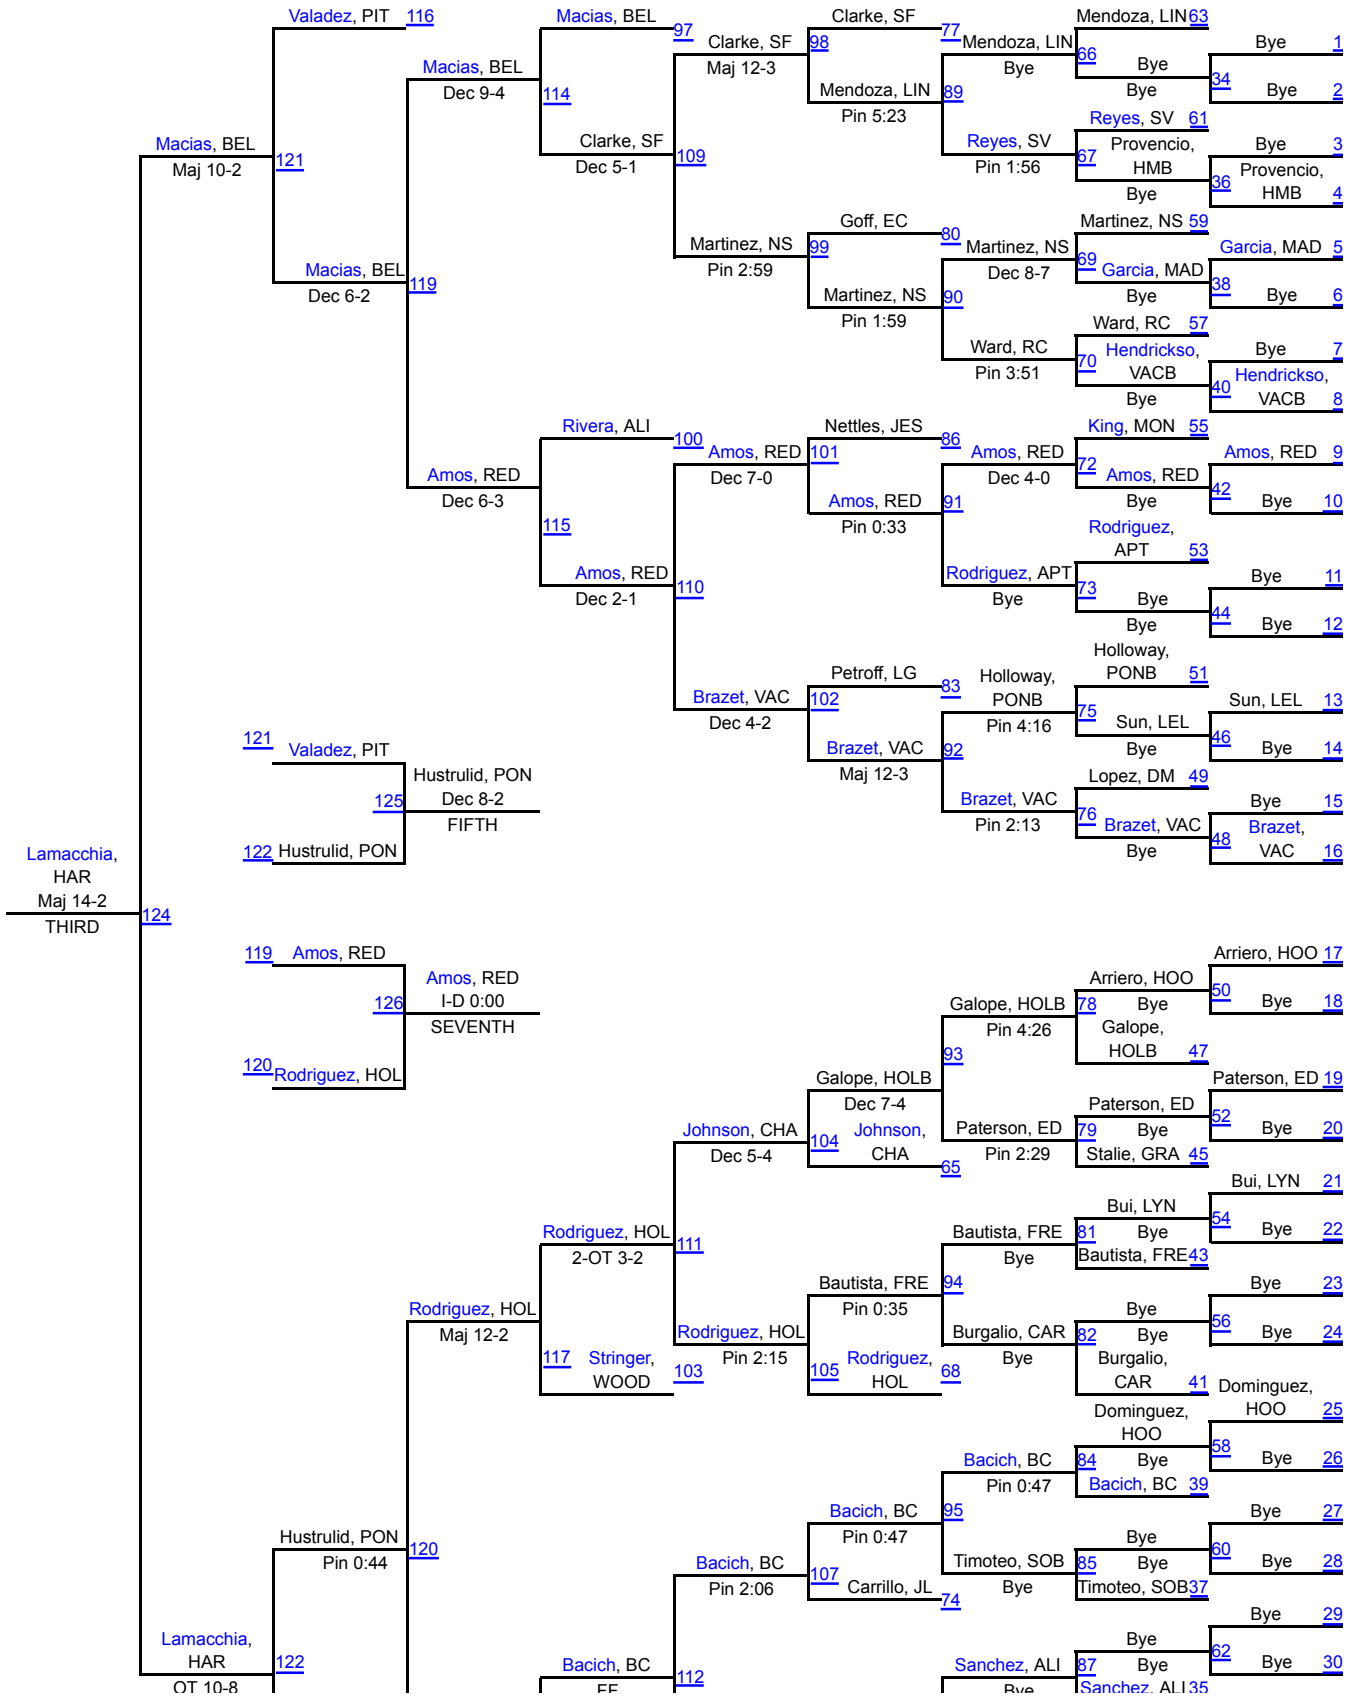 Valadez, PIT 116
Macias, BEL
97
Clarke, SF
77
Mendoza, LIN 63
Clarke, SF
98
Mendoza, LIN
66
Bye 1
Maj 12-3
Bye
Bye
34
Macias, BEL
Dec 9-4
114
Mendoza, LIN
89
Bye
Bye 2
Pin 5:23
Reyes, SV 61
Macias, BEL
Maj 10-2
121
Clarke, SF
Dec 5-1
109
Reyes, SV
Pin 1:56
67
Provencio,
HMB
Bye
Bye 3
36
Provencio,
HMB 4
Goff, EC
80
Martinez, NS 59
Martinez, NS
Pin 2:59
99
Martinez, NS
Dec 8-7
69
Garcia, MAD 5
Garcia, MAD
Bye
38
Bye 6
Macias, BEL
Dec 6-2
119
Martinez, NS
Pin 1:59
90
Ward, RC 57
Ward, RC
Pin 3:51
70
Hendrickso,
VACB
Bye
Bye 7
40
Hendrickso,
VACB 8
Rivera, ALI
100
Nettles, JES
86
King, MON 55
Amos, RED
Dec 7-0
101
Amos, RED
Dec 4-0
72
Amos, RED 9
Amos, RED
Bye
42
Bye 10
Amos, RED
Dec 6-3
115
Amos, RED
Pin 0:33
91
Rodriguez,
APT 53
Amos, RED
Dec 2-1
110
Rodriguez, APT
Bye
73
Bye
Bye
Bye 11
44
Bye 12
Petroff, LG
83
Holloway,
PONB 51
Brazet, VAC
Dec 4-2
102
Holloway,
PONB
Pin 4:16
75
Sun, LEL
Bye
Sun, LEL 13
46
Bye 14
121
Valadez, PIT
Brazet, VAC
Maj 12-3
92
Lopez, DM 49
125
Hustrulid, PON
Dec 8-2
FIFTH
Brazet, VAC
Pin 2:13
76
Brazet, VAC
Bye
Bye 15
48
Brazet,
VAC 16
122 Hustrulid, PON
Lamacchia,
HAR
Maj 14-2
THIRD
124
119 Amos, RED
Arriero, HOO 17
126
Amos, RED
I-D 0:00
SEVENTH
Galope, HOLB
Pin 4:26
78
Arriero, HOO
Bye
50
Bye 18
Galope,
HOLB 47
120 Rodriguez, HOL
93
Galope, HOLB
Dec 7-4
Paterson, ED 19
Johnson, CHA
Dec 5-4
104
Johnson,
CHA
65
Paterson, ED
Pin 2:29
79
Paterson, ED
Bye
52
Bye 20
Stalie, GRA 45
Bui, LYN 21
Rodriguez, HOL
2-OT 3-2
111
Bautista, FRE
Bye
81
Bui, LYN
Bye
54
Bye 22
Bautista, FRE 43
Bautista, FRE
Pin 0:35
94
Bye 23
Rodriguez, HOL
Maj 12-2
117
Stringer,
WOOD
103
Rodriguez, HOL
Pin 2:15
105
Rodriguez,
HOL
68
Burgalio, CAR
Bye
82
Bye
Bye
56
Bye 24
Burgalio,
CAR 41
Dominguez,
HOO 25
Bacich, BC
Pin 0:47
84
Dominguez,
HOO
Bye
58
Bye 26
Bacich, BC 39
Bacich, BC
Pin 0:47
95
Bye 27
Hustrulid, PON
Pin 0:44
120
Bacich, BC
Pin 2:06
107
Carrillo, JL
74
Timoteo, SOB
Bye
85
Bye
Bye
60
Bye 28
Timoteo, SOB 37
Bye 29
Lamacchia,
HAR
OT 10-8
122
Bacich, BC
FF
112
Sanchez, ALI
Bye
87
Bye
Bye
62
Bye 30
Sanchez, ALI 35